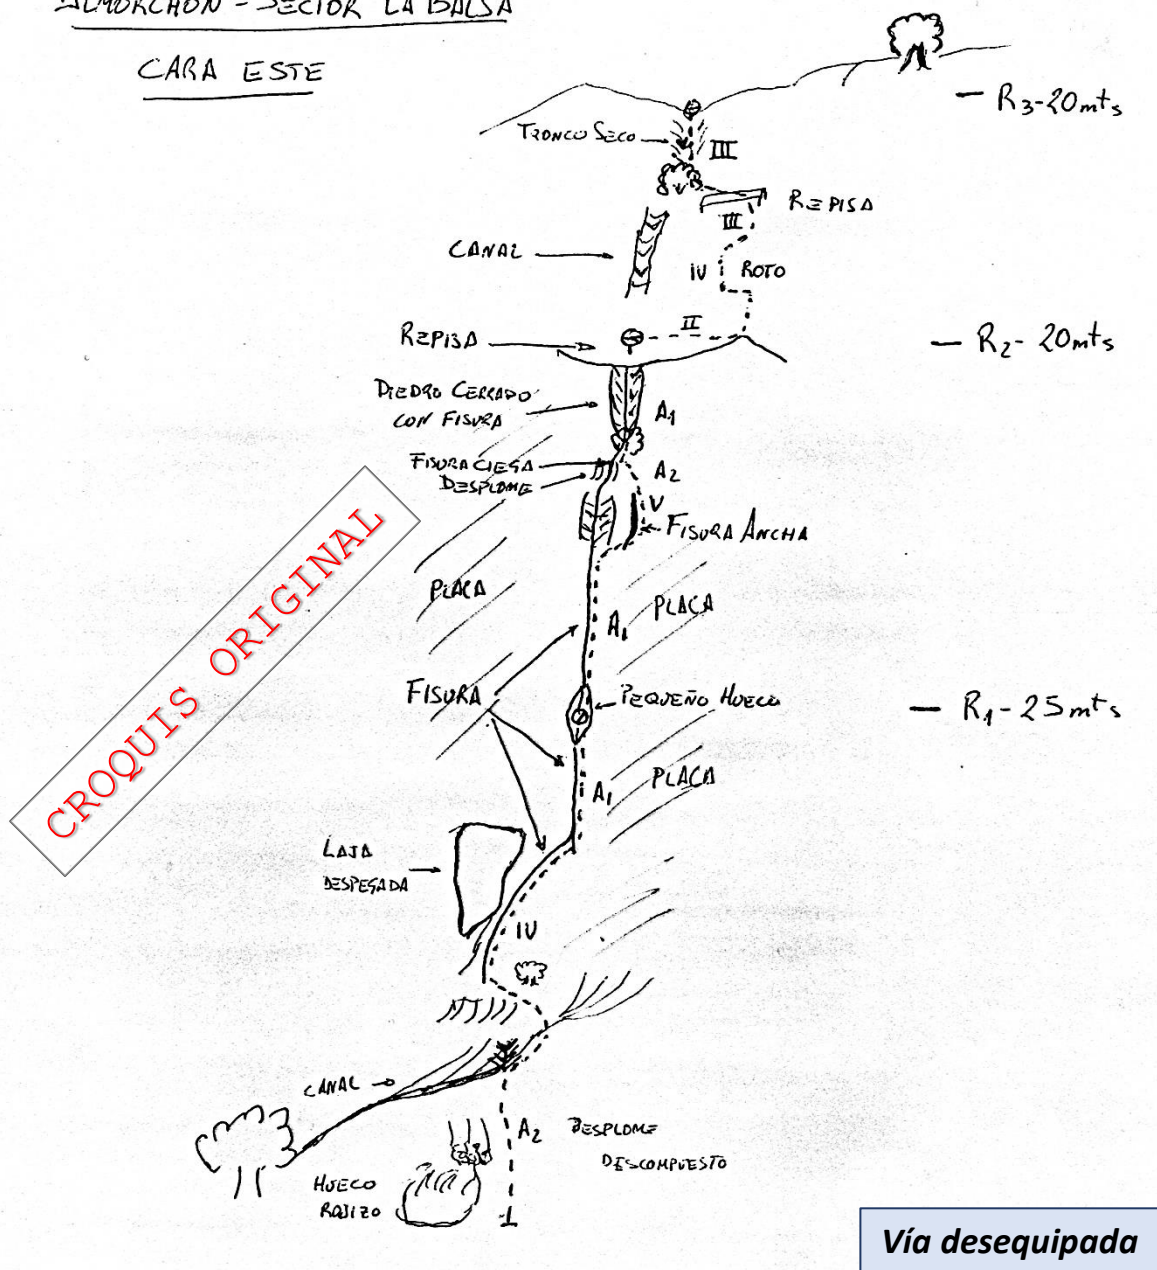 ALMORCHÓN - SECTOR LA BALSA
CARA ESTE
R3-20mts
TRONCO SECO
III
REPISA
III
CANAL
IV ROTO
II
REPISA
R2- 20mts
DIEDRO CERRADO
CON FISURA
A1
FISURA CIEGA
DESPLOME
A2
V
FISURA ANCHA
CROQUIS ORIGINAL
PLACA
PLACA
A1
FISURA
PEQUEÑO HUECO
R1-25mts
A1
PLACA
LAJA
DESPEGADA
IV
CANAL
A2
DESPLOME
DESCOMPUESTO
HUECO
ROJIZO
1
Vía desequipada